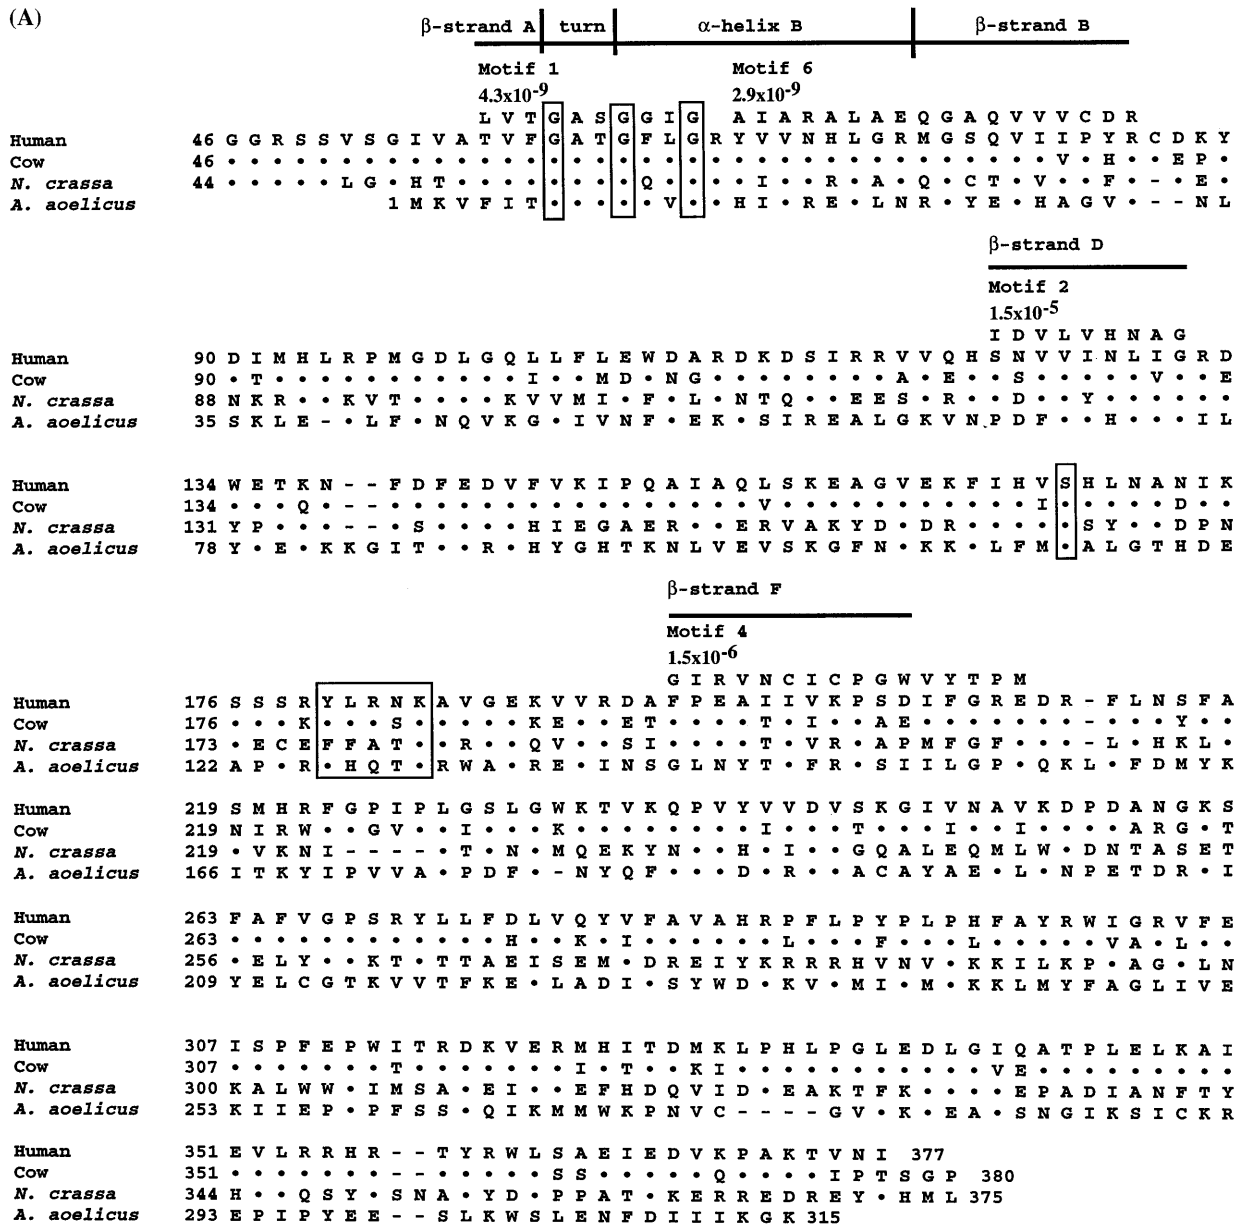 (A)
β-strand A turn α-helix B β-strand B
Motif 1 Motif 6
4.3x10-9 2.9x10-9
L V T G A S G G I G A I A R A L A E Q G A Q V V V C D R
Human 46 G G R S S V S G I V A T V F G A T G F L G R Y V V N H L G R M G S Q V I I P Y R C D K Y
Cow 46 • • • • • • • • • • • • • • • • • • • • • • • • • • • • • • • • • • V • H • • E P •
N. crassa 44 • • • • L G • H T • • • • • • • • Q • • • • I • • R • A • Q • C T • V • • F • - • E •
A. aoelicus 1 M K V F I T • • • • • V • • H I • R E • L N R • Y E • H A G V • - - N L
β-strand D
Motif 2
1.5x10-5
I D V L V H N A G
Human 90 D I M H L R P M G D L G Q L L F L E W D A R D K D S I R R V V Q H S N V V I N L I G R D
Cow 90 • T • • • • • • • • • • • I • • M D • N G • • • • • • • A • E • • S • • • • • V • • E
N. crassa 88 N K R • • K V T • • • • K V V M I • F • L • N T Q • • E E S • R • • D • • Y • • • • • •
A. aoelicus 35 S K L E - • L F • N Q V K G • I V N F • E K • S I R E A L G K V N P D F • • H • • • I L
Human 134 W E T K N - - F D F E D V F V K I P Q A I A Q L S K E A G V E K F I H V S H L N A N I K
Cow 134 • • • Q • - - • • • • • • • • • • • • • • • V • • • • • • • • • • • I • • • • • D • •
N. crassa 131 Y P • • • - - • S • • • • H I E G A E R • • E R V A K Y D • D R • • • • • S Y • • D P N
A. aoelicus 78 Y • E • K K G I T • • R • H Y G H T K N L V E V S K G F N • K K • L F M • A L G T H D E
β-strand F
Motif 4
1.5x10-6
G I R V N C I C P G W V Y T P M
Human 176 S S S R Y L R N K A V G E K V V R D A F P E A I I V K P S D I F G R E D R - F L N S F A
Cow 176 • • • K • • • S • • • • • K E • • E T • • • • T • I • • A E • • • • • • - • • • Y • •
N. crassa 173 • E C E F F A T • • R • • Q V • • S I • • • • T • V R • A P M F G F • • • - L • H K L •
A. aoelicus 122 A P • R • H Q T • R W A • R E • I N S G L N Y T • F R • S I I L G P • Q K L • F D M Y K
Human 219 S M H R F G P I P L G S L G W K T V K Q P V Y V V D V S K G I V N A V K D P D A N G K S
Cow 219 N I R W • • G V • • I • • • K • • • • • • • I • • • T • • • I • • I • • • • A R G • T
N. crassa 219 • V K N I - - - - • T • N • M Q E K Y N • • H • I • • G Q A L E Q M L W • D N T A S E T
A. aoelicus 166 I T K Y I P V V A • P D F • - N Y Q F • • • D • R • • A C A Y A E • L • N P E T D R • I
Human 263 F A F V G P S R Y L L F D L V Q Y V F A V A H R P F L P Y P L P H F A Y R W I G R V F E
Cow 263 • • • • • • • • • • • • H • • K • I • • • • • • L • • • F • • • L • • • • • V A • L • •
N. crassa 256 • E L Y • • K T • T T A E I S E M • D R E I Y K R R R H V N V • K K I L K P • A G • L N
A. aoelicus 209 Y E L C G T K V V T F K E • L A D I • S Y W D • K V • M I • M • K K L M Y F A G L I V E
Human 307 I S P F E P W I T R D K V E R M H I T D M K L P H L P G L E D L G I Q A T P L E L K A I
Cow 307 • • • • • • • T • • • • • • I • T • • K I • • • • • • • • • • V E • • • • • • • • •
N. crassa 300 K A L W W • I M S A • E I • • E F H D Q V I D • E A K T F K • • • • E P A D I A N F T Y
A. aoelicus 253 K I I E P • P F S S • Q I K M M W K P N V C - - - - G V • K • E A • S N G I K S I C K R
Human 351 E V L R R H R - - T Y R W L S A E I E D V K P A K T V N I 377
Cow 351 • • • • • • • - - • • • • • S S • • • • Q • • • • I P T S G P 380
N. crassa 344 H • • Q S Y • S N A • Y D • P P A T • K E R R E D R E Y • H M L 375
A. aoelicus 293 E P I P Y E E - - S L K W S L E N F D I I I K G K 315